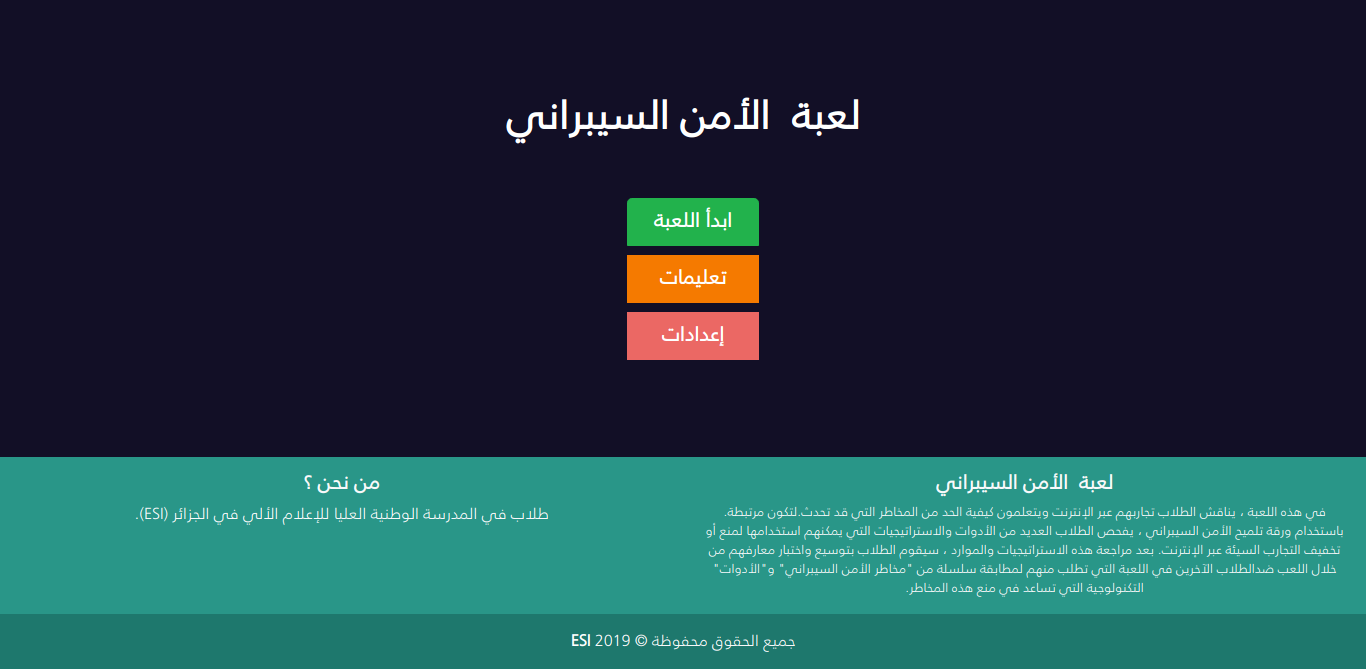 لعبة الأمن السيبراني
ابدأ اللعبة
تعليمات
إعدادات
لعبة الأمن السيبراني
في هذه اللعبة ، يناقش الطلاب تجاربهم عبر الإنترنت ويتعلمون كيفية الحد من المخاطر التي قد تحدث.لتكون مرتبطة.
باستخدام ورقة تلميح الأمن السيبراني ، يفحص الطلاب العديد من الأدوات والاستراتيجيات التي يمكنهم استخدامها لمنع أو
تخفيف التجارب السيئة عبر الإنترنت. بعد مراجعة هذه الاستراتيجيات والموارد ، سيقوم الطلاب بتوسيع واختبار معارفهم من
خلال اللعب ضدالطلاب الآخرين في اللعبة التي تطلب منهم لمطابقة سلسلة من "مخاطر الأمن السيبراني" و"الأدوات"
التكنولوجية التي تساعد في منع هذه المخاطر.
من نحن ؟
طلاب في المدرسة الوطنية العليا للإعلام الألي في الجزائر (ESI).
جميع الحقوق محفوظة © 2019 ESI